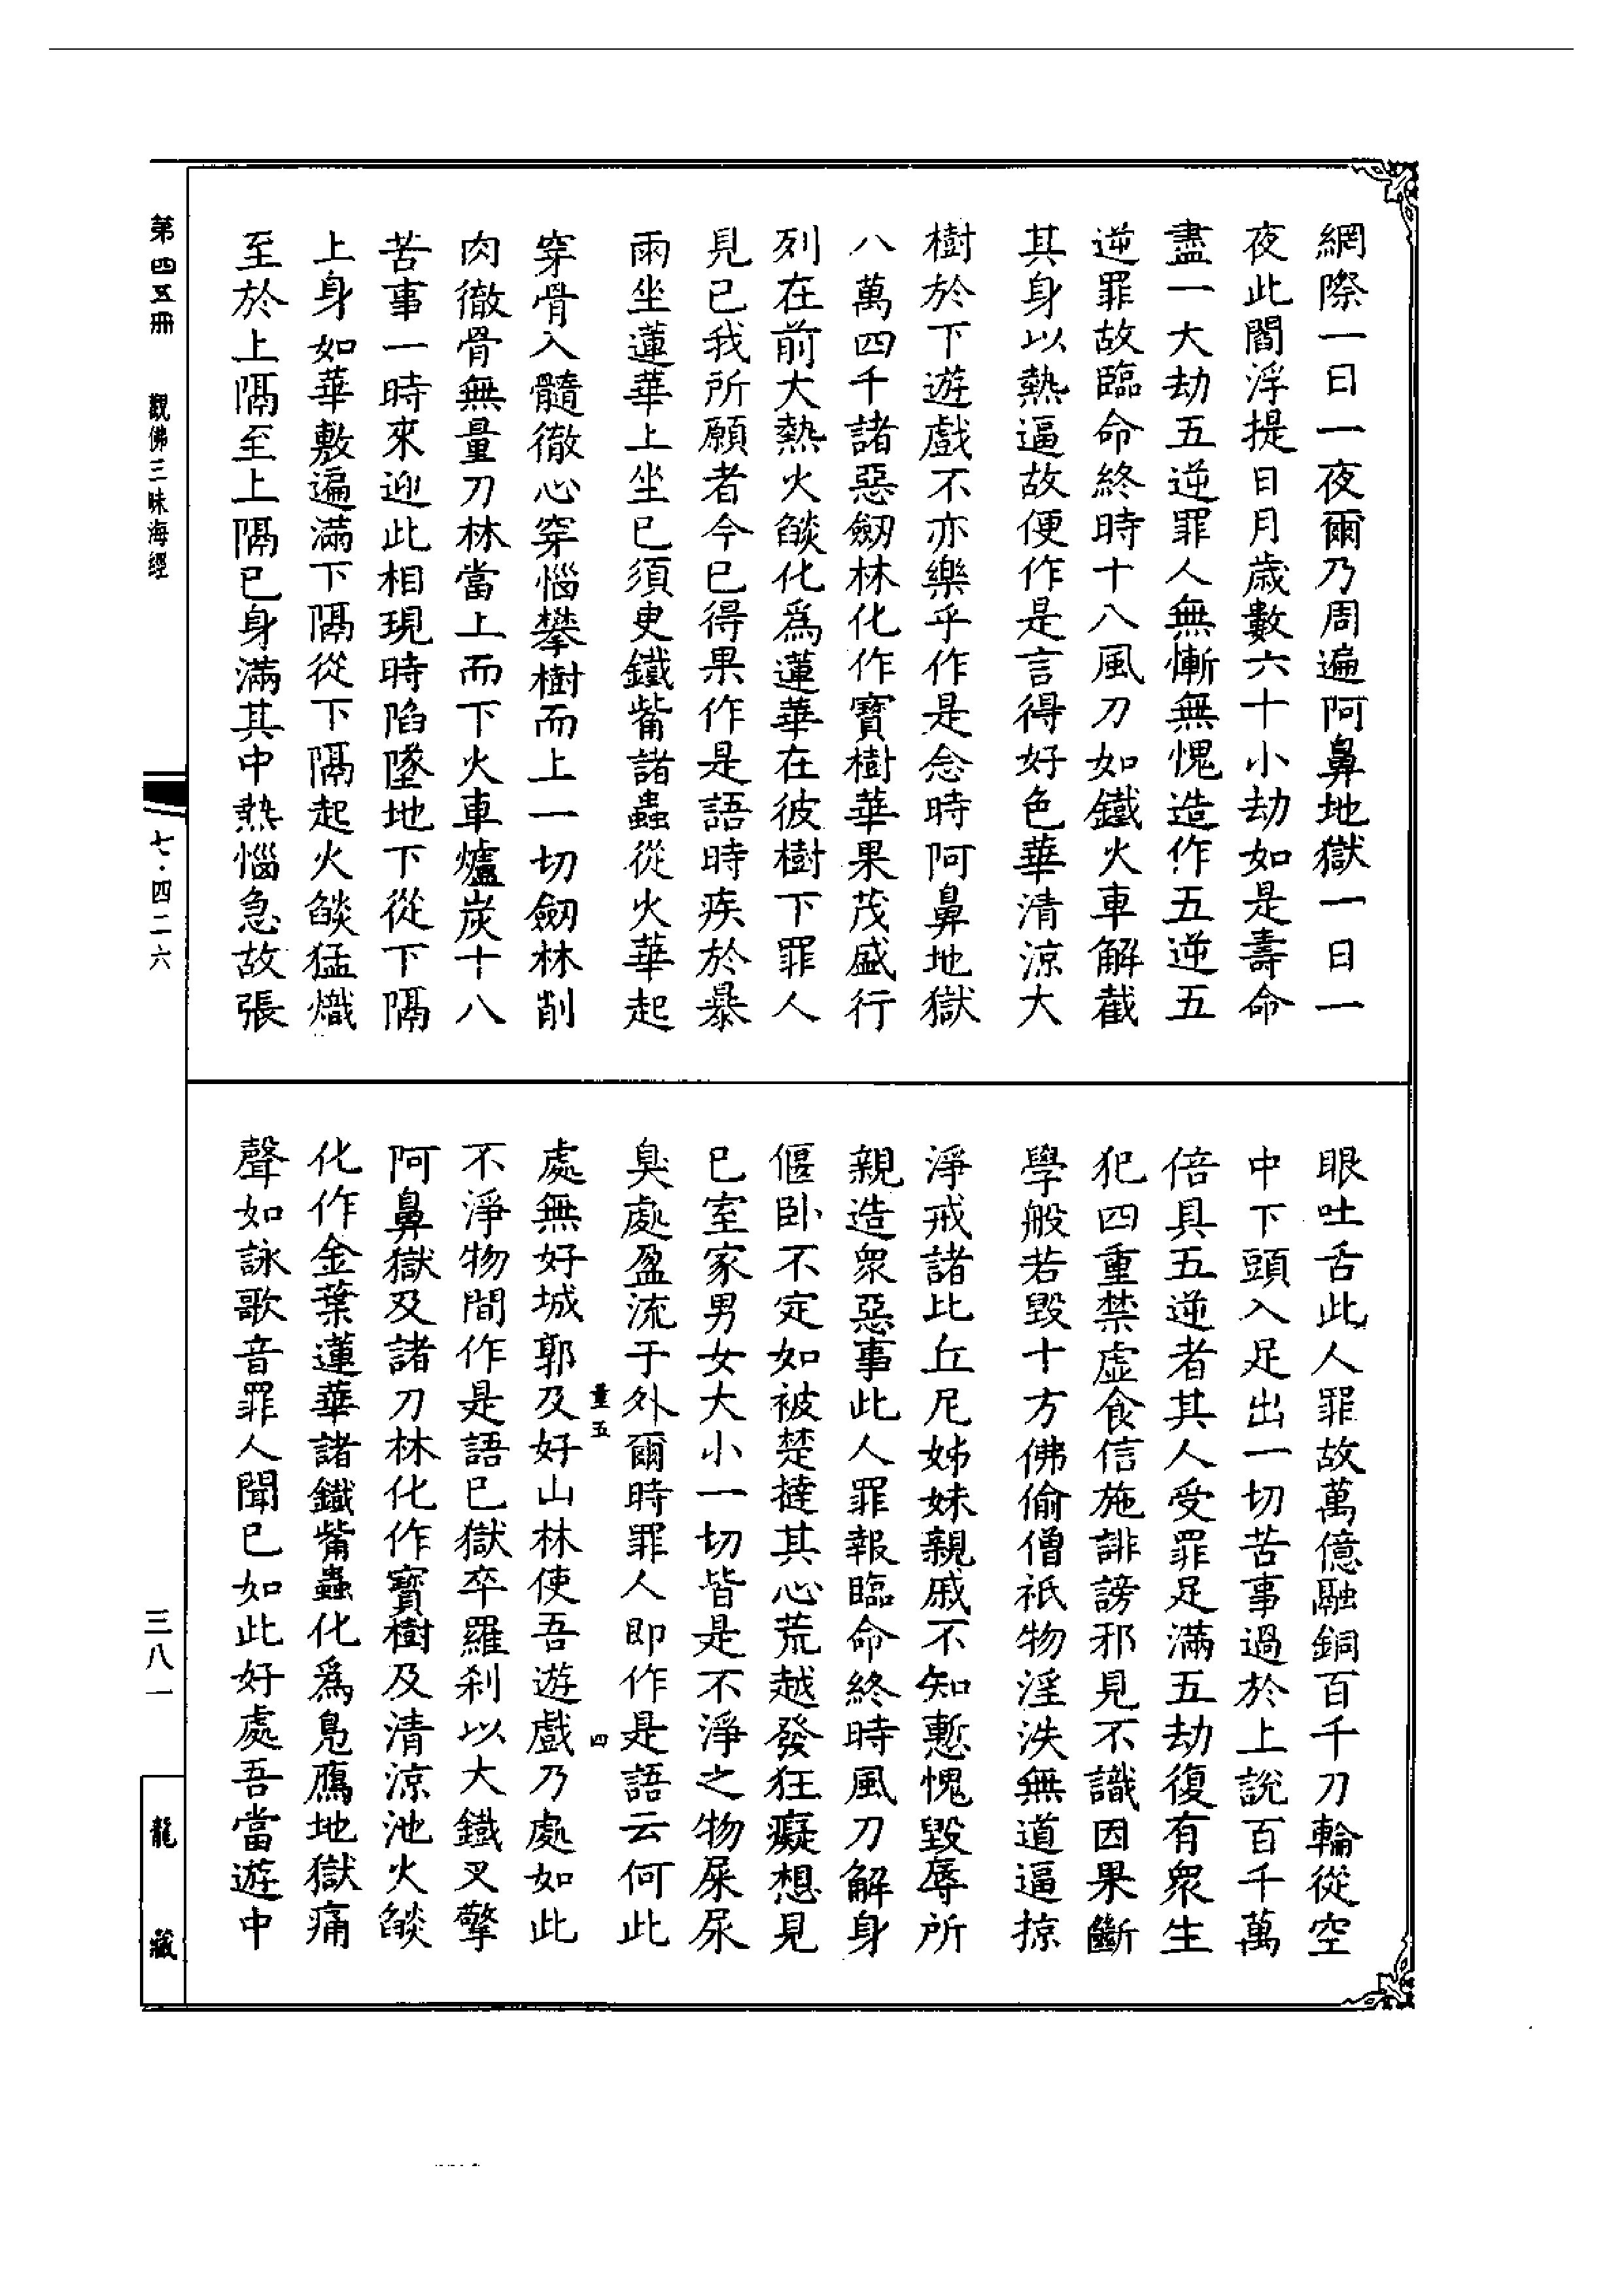 網際一日一夜爾乃周遍阿鼻地獄一日一
夜此閻浮提日月歲數六十小劫如是壽命
盡一大劫五逆罪人無慚無愧造作五逆五
逆罪故臨命終時十八風刀如鐵火車解截
其身以熱逼故便作是言得好色華清涼大
樹於下遊戲不亦樂乎作是念時阿鼻地獄
八萬四千諸惡劒林化作寶樹華果茂盛行
列在前大熱火燄化為蓮華在彼樹下罪人
見已我所願者今已得果作是語時疾於暴
雨坐蓮華上坐已須臾鐵觜諸蟲從火華起
穿骨入髓徹心穿惱攀樹而上一切劒林削
肉徹骨無量刀林當上而下火車爐炭十八
苦事一時來迎此相現時陷墜地下從下隔
上身如華敷遍滿下隔從下隔起火燄猛熾
至於上隔至上隔已身滿其中熱惱急故張
眼吐舌此人罪故萬億融銅百千刀輪從空
中下頭入足出一切苦事過於上說百千萬
倍具五逆者其人受罪足滿五劫復有眾生
犯四重禁虛食信施誹謗邪見不識因果斷
學般若毀十方佛偷僧祇物淫泆無道逼掠
淨戒諸比丘尼姊妹親戚不知慙愧毀辱所
親造眾惡事此人罪報臨命終時風刀解身
偃卧不定如被楚撻其心荒越發狂癡想見
已室家男女大小一切皆是不淨之物屎尿
臭處盈流于外爾時罪人即作是語云何此
處無好城郭及好山林使吾遊戲乃處如此
不淨物間作是語已獄卒羅剎以大鐵叉擎
阿鼻獄及諸刀林化作寶樹及清涼池火燄
化作金葉蓮華諸鐵觜蟲化為鳧鴈地獄痛
聲如詠歌音罪人聞已如此好處吾當遊中
量五
四
第四五冊 觀佛三昧海經
七·四二六
三八一
龍藏